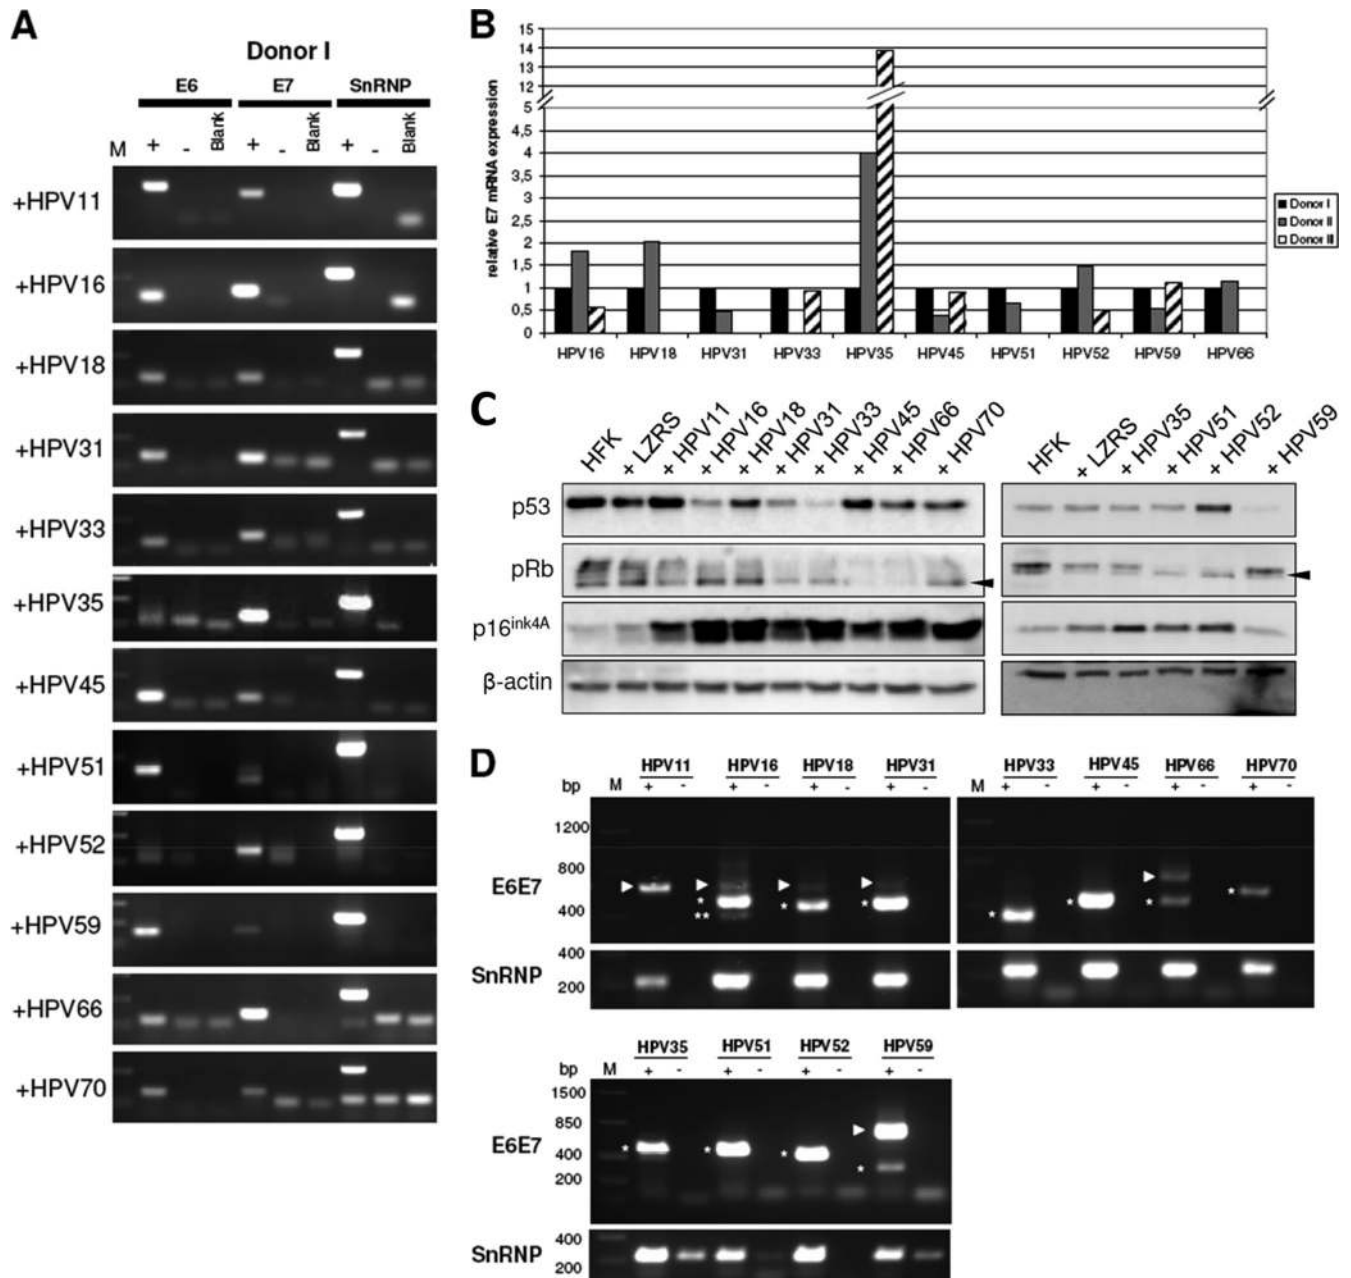 A
Donor I
E6 E7 SnRNP
M + - Blank + - Blank + - Blank
+HPV11
+HPV16
+HPV18
+HPV31
+HPV33
+HPV35
+HPV45
+HPV51
+HPV52
+HPV59
+HPV66
+HPV70
B
relative E7 mRNA expression
15
14
13
12
5
4,5
4
3,5
3
2,5
2
1,5
1
0,5
0
HPV16 HPV18 HPV31 HPV33 HPV35 HPV45 HPV51 HPV52 HPV59 HPV66
Donor I
Donor II
Donor III
C
HFK + LZRS + HPV11 + HPV16 + HPV18 + HPV31 + HPV33 + HPV45 + HPV66 + HPV70
HFK + LZRS + HPV35 + HPV51 + HPV52 + HPV59
p53
pRb
p16ink4A
β-actin
D
HPV11 HPV16 HPV18 HPV31
bp M + - + - + - + -
1200
800
400
E6E7
* ** * *
400
200
SnRNP
HPV33 HPV45 HPV66 HPV70
M + - + - + - + -
* * * *
HPV35 HPV51 HPV52 HPV59
bp M + - + - + - + -
1500
850
400
200
E6E7
* * * *
400
200
SnRNP